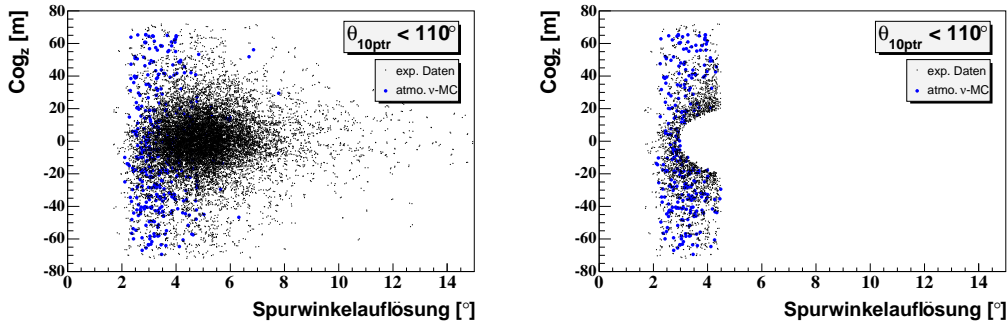 Cog_z [m]
80
60
40
20
0
-20
-40
-60
-80
θ_10ptr < 110°
exp. Daten
atmo. ν-MC
0 2 4 6 8 10 12 14
Spurwinkelauflösung [°]
Cog_z [m]
80
60
40
20
0
-20
-40
-60
-80
θ_10ptr < 110°
exp. Daten
atmo. ν-MC
0 2 4 6 8 10 12 14
Spurwinkelauflösung [°]